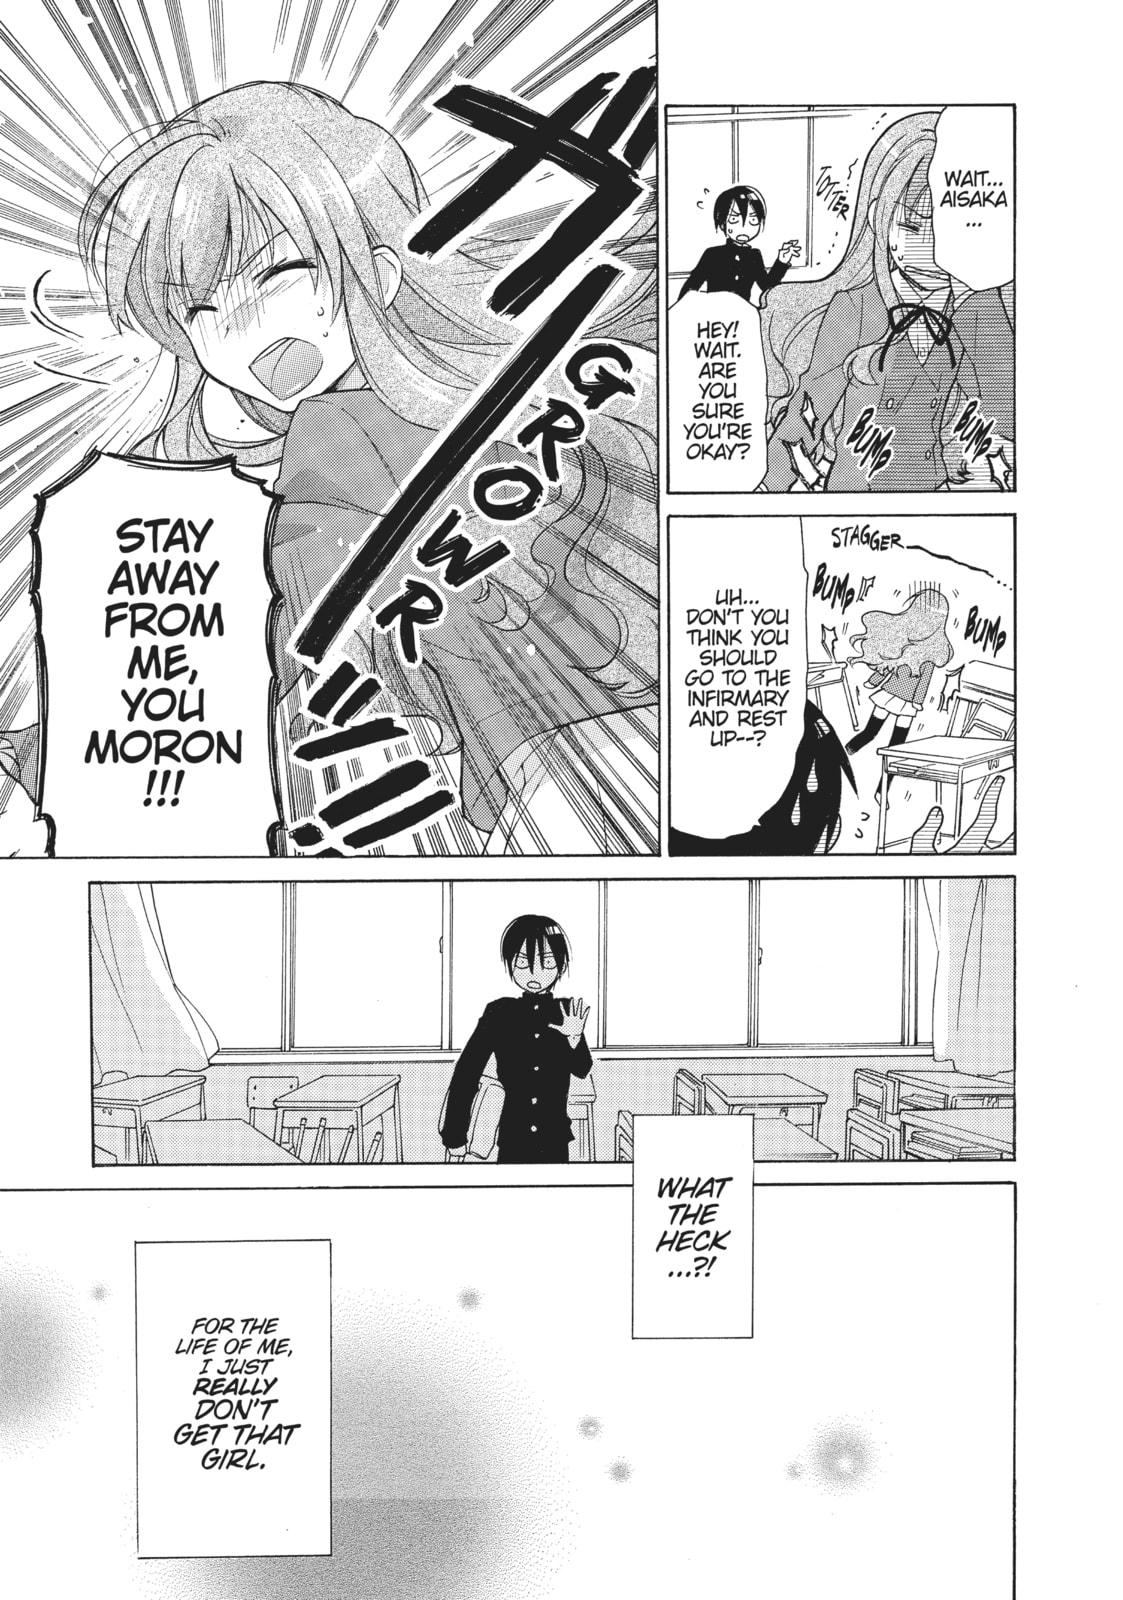 WAIT...
AISAKA
...
TOTTER
HEY!
WAIT.
ARE
YOU
SURE
YOU'RE
OKAY?
BUMP
BUMP
STAGGER
BUMP
BUMP
UH...
DON'T YOU
THINK YOU
SHOULD
GO TO THE
INFIRMARY
AND REST
UP--?
ガ
GROWR
STAY
AWAY
FROM
ME,
YOU
MORON
!!!
WHAT
THE
HECK
...?!
FOR THE
LIFE OF ME,
I JUST
REALLY
DON'T
GET THAT
GIRL.